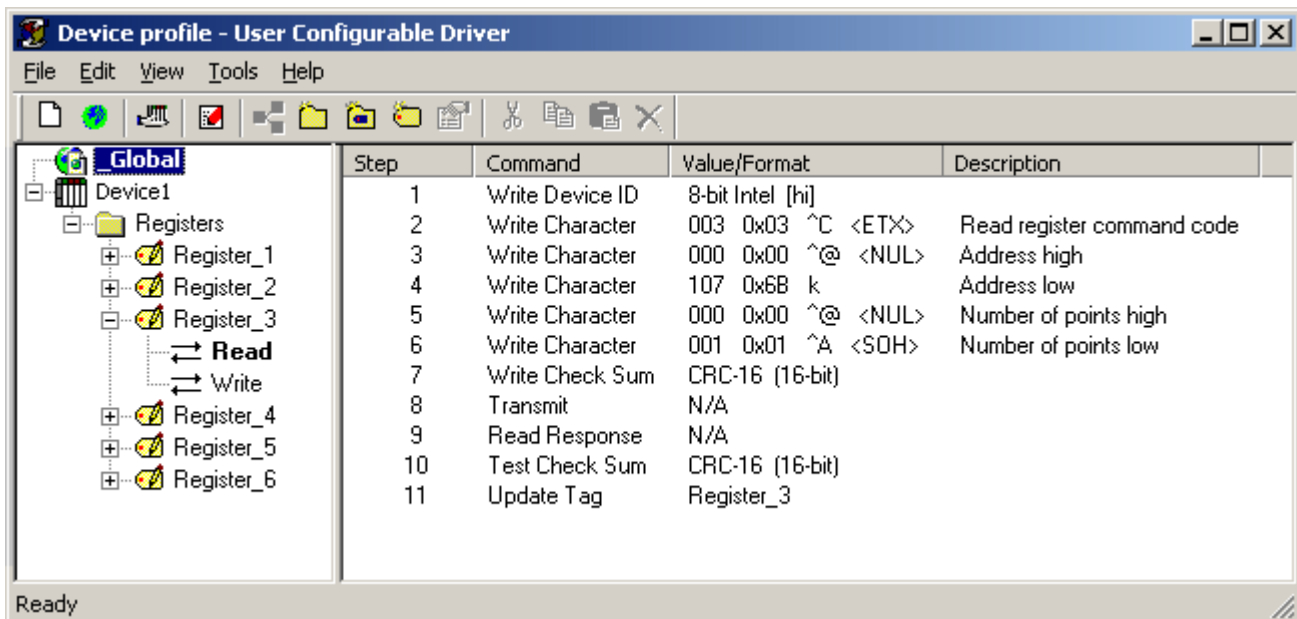 Device profile - User Configurable Driver
File Edit View Tools Help
_Global
Device1
Registers
Register_1
Register_2
Register_3
Read
Write
Register_4
Register_5
Register_6
Step Command Value/Format Description
1 Write Device ID 8-bit Intel [hi]
2 Write Character 003 0x03 ^C <ETX> Read register command code
3 Write Character 000 0x00 ^@ <NUL> Address high
4 Write Character 107 0x6B k Address low
5 Write Character 000 0x00 ^@ <NUL> Number of points high
6 Write Character 001 0x01 ^A <SOH> Number of points low
7 Write Check Sum CRC-16 (16-bit)
8 Transmit N/A
9 Read Response N/A
10 Test Check Sum CRC-16 (16-bit)
11 Update Tag Register_3
Ready